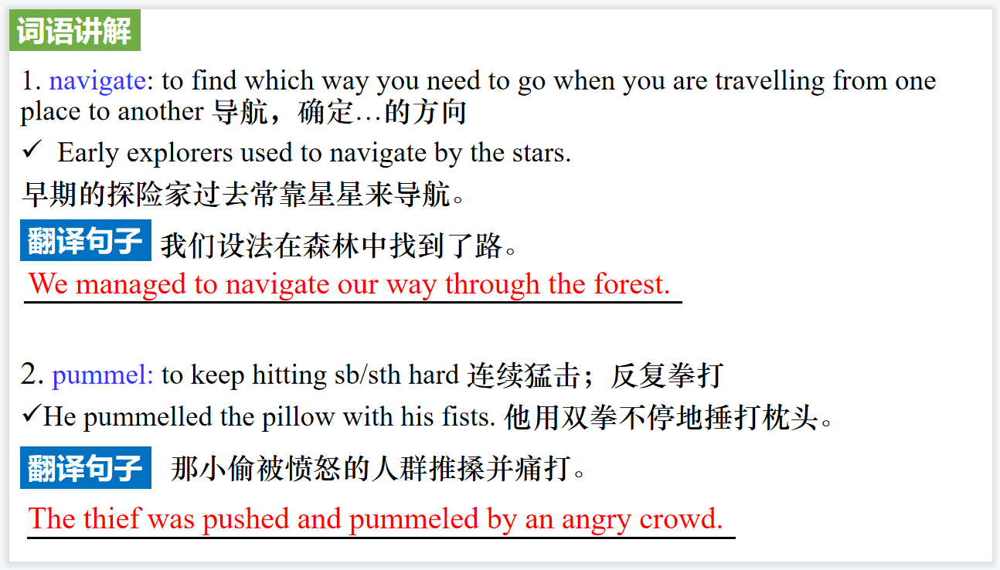 词语讲解
1. navigate: to find which way you need to go when you are travelling from one
place to another 导航，确定…的方向
✓ Early explorers used to navigate by the stars.
早期的探险家过去常靠星星来导航。
翻译句子 我们设法在森林中找到了路。
We managed to navigate our way through the forest.
2. pummel: to keep hitting sb/sth hard 连续猛击；反复拳打
✓He pummelled the pillow with his fists. 他用双拳不停地捶打枕头。
翻译句子 那小偷被愤怒的人群推搡并痛打。
The thief was pushed and pummeled by an angry crowd.